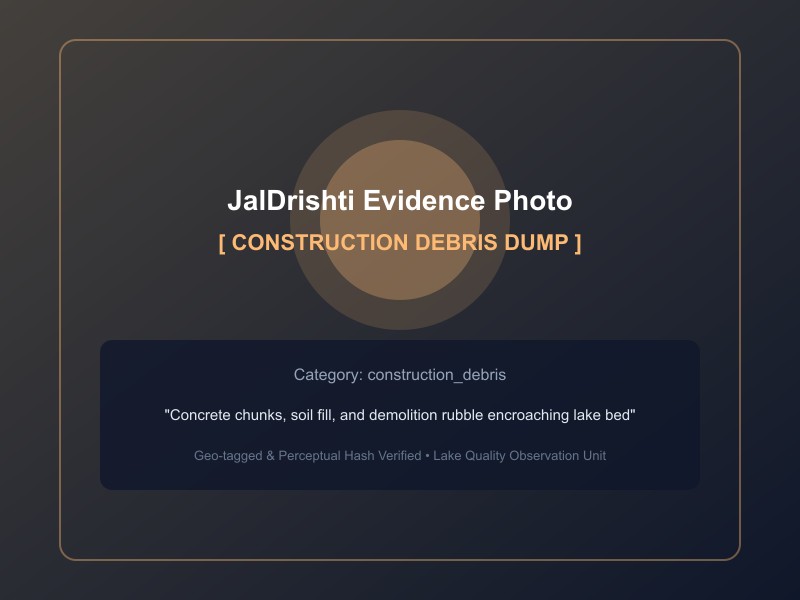 JalDrishti Evidence Photo
[ CONSTRUCTION DEBRIS DUMP ]
Category: construction_debris
"Concrete chunks, soil fill, and demolition rubble encroaching lake bed"
Geo-tagged & Perceptual Hash Verified • Lake Quality Observation Unit